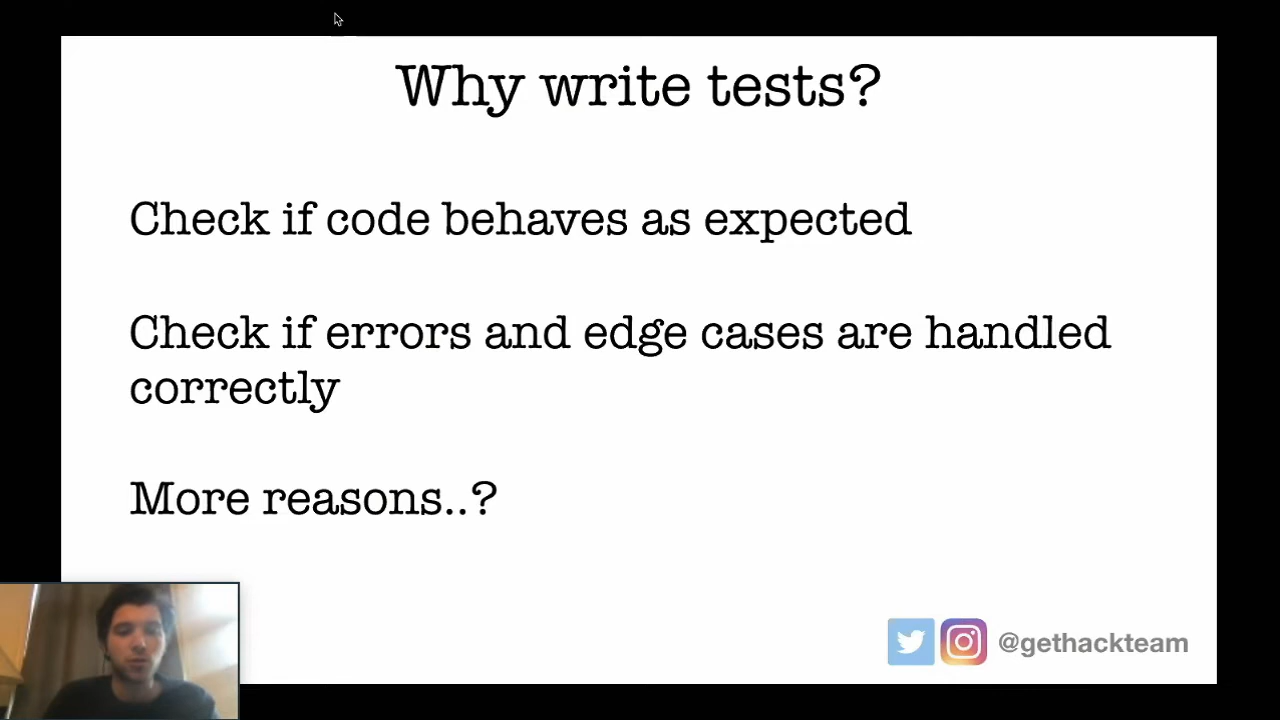 Why write tests?
Check if code behaves as expected
Check if errors and edge cases are handled
correctly
More reasons..?
@gethackteam